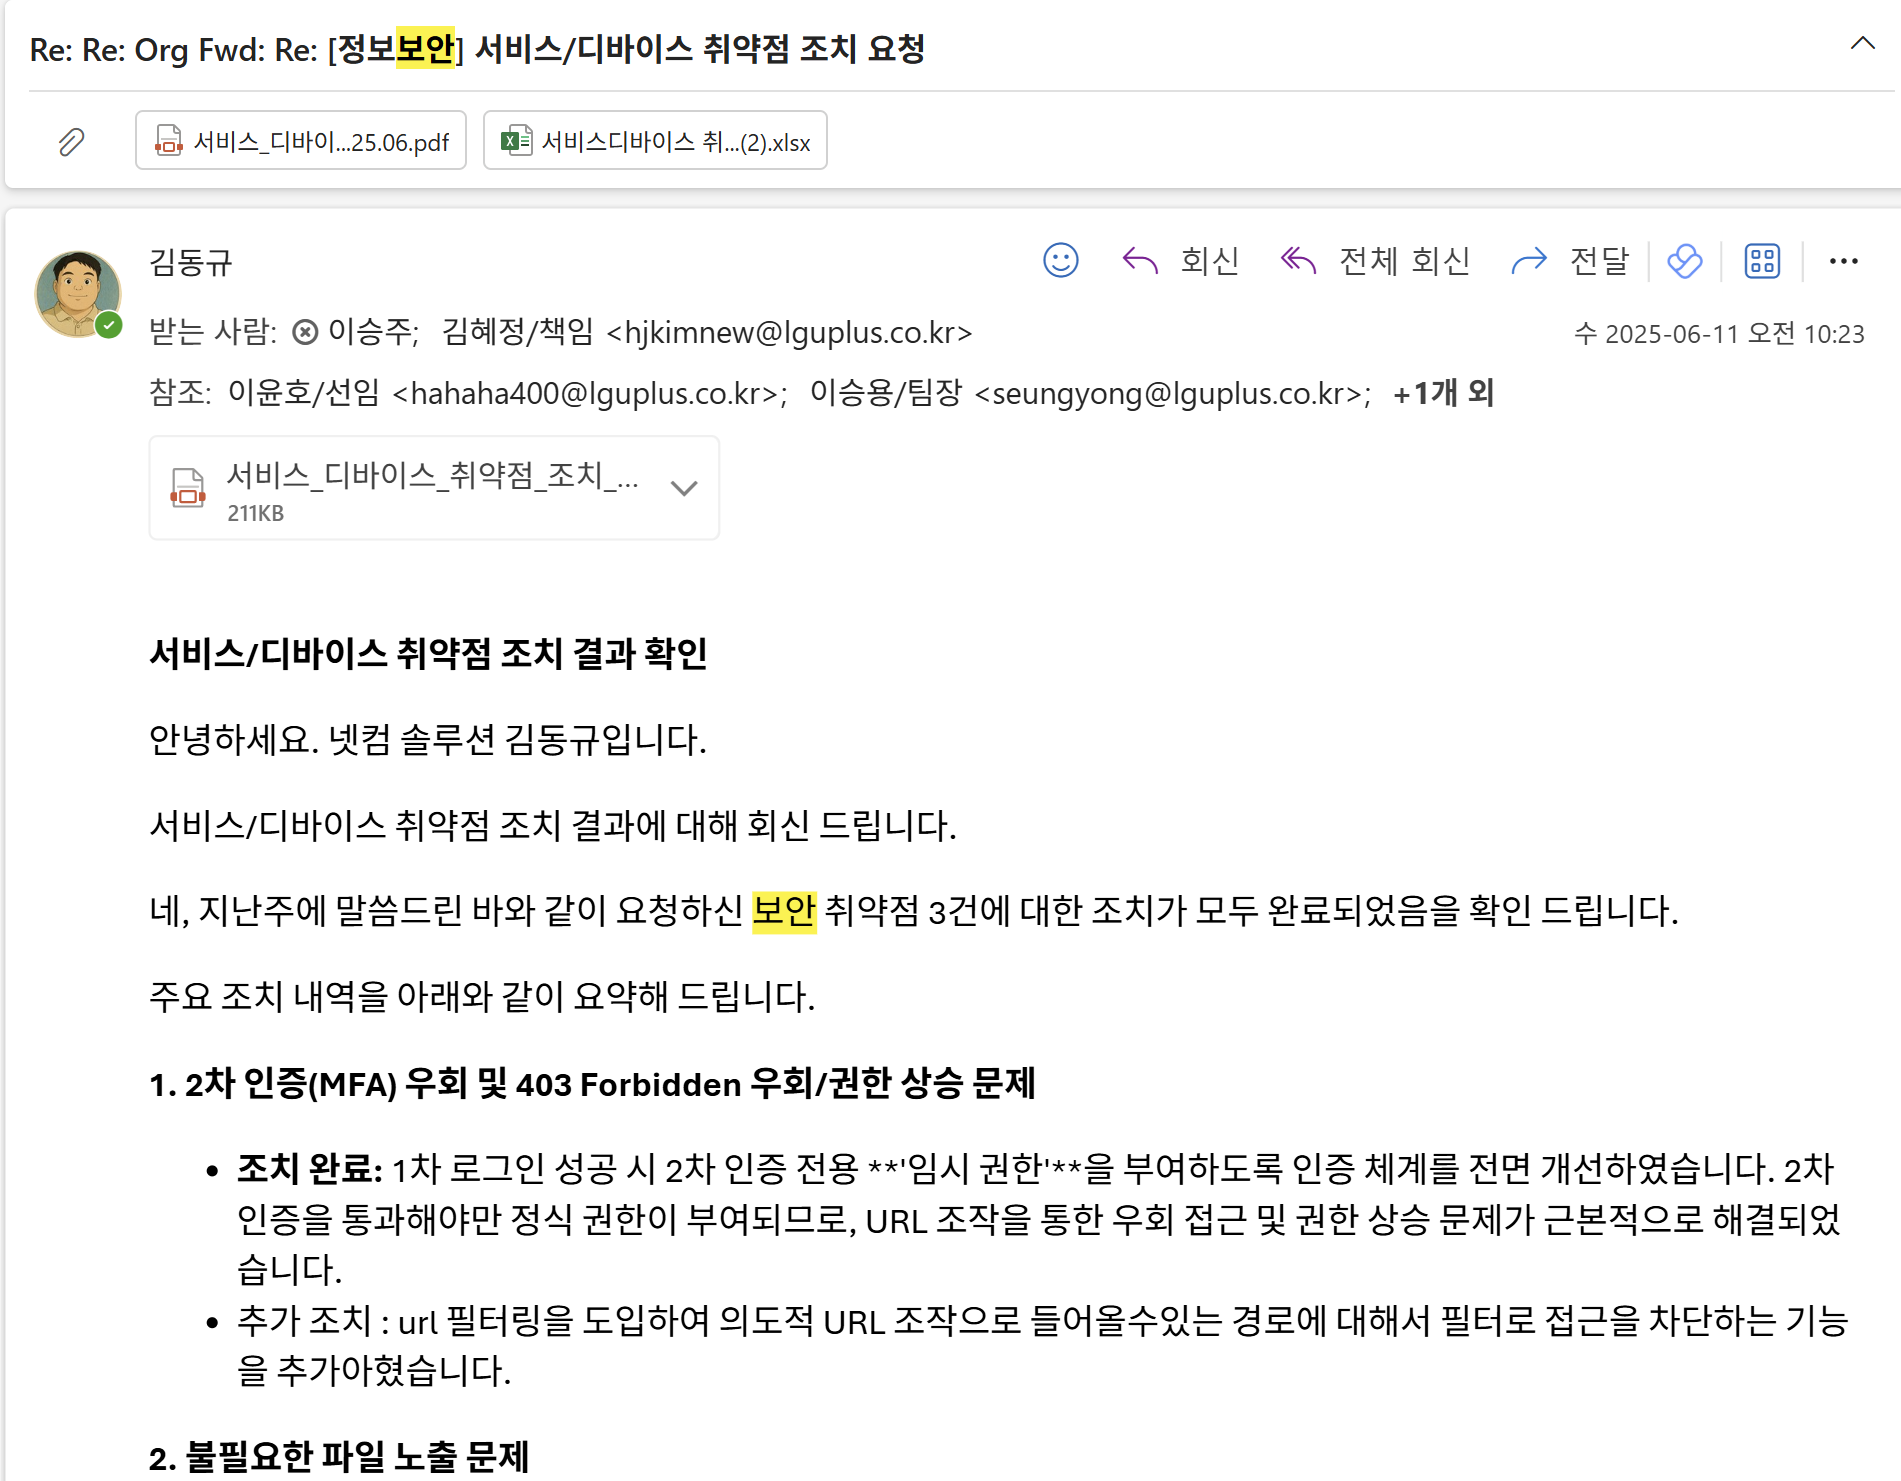 Re: Re: Org Fwd: Re: [정보보안] 서비스/디바이스 취약점 조치 요청
서비스_디바이...25.06.pdf
서비스디바이스 취...(2).xlsx
김동규
회신
전체 회신
전달
받는 사람: 이승주; 김혜정/책임 <hjkimnew@lguplus.co.kr>
수 2025-06-11 오전 10:23
참조: 이윤호/선임 <hahaha400@lguplus.co.kr>; 이승용/팀장 <seungyong@lguplus.co.kr>; +1개 외
서비스_디바이스_취약점_조치_...
211KB
서비스/디바이스 취약점 조치 결과 확인
안녕하세요. 넷컴 솔루션 김동규입니다.
서비스/디바이스 취약점 조치 결과에 대해 회신 드립니다.
네, 지난주에 말씀드린 바와 같이 요청하신 보안 취약점 3건에 대한 조치가 모두 완료되었음을 확인 드립니다.
주요 조치 내역을 아래와 같이 요약해 드립니다.
1. 2차 인증(MFA) 우회 및 403 Forbidden 우회/권한 상승 문제
• 조치 완료: 1차 로그인 성공 시 2차 인증 전용 **'임시 권한'**을 부여하도록 인증 체계를 전면 개선하였습니다. 2차
인증을 통과해야만 정식 권한이 부여되므로, URL 조작을 통한 우회 접근 및 권한 상승 문제가 근본적으로 해결되었
습니다.
• 추가 조치 : url 필터링을 도입하여 의도적 URL 조작으로 들어올수있는 경로에 대해서 필터로 접근을 차단하는 기능
을 추가아혔습니다.
2. 불필요한 파일 노출 문제